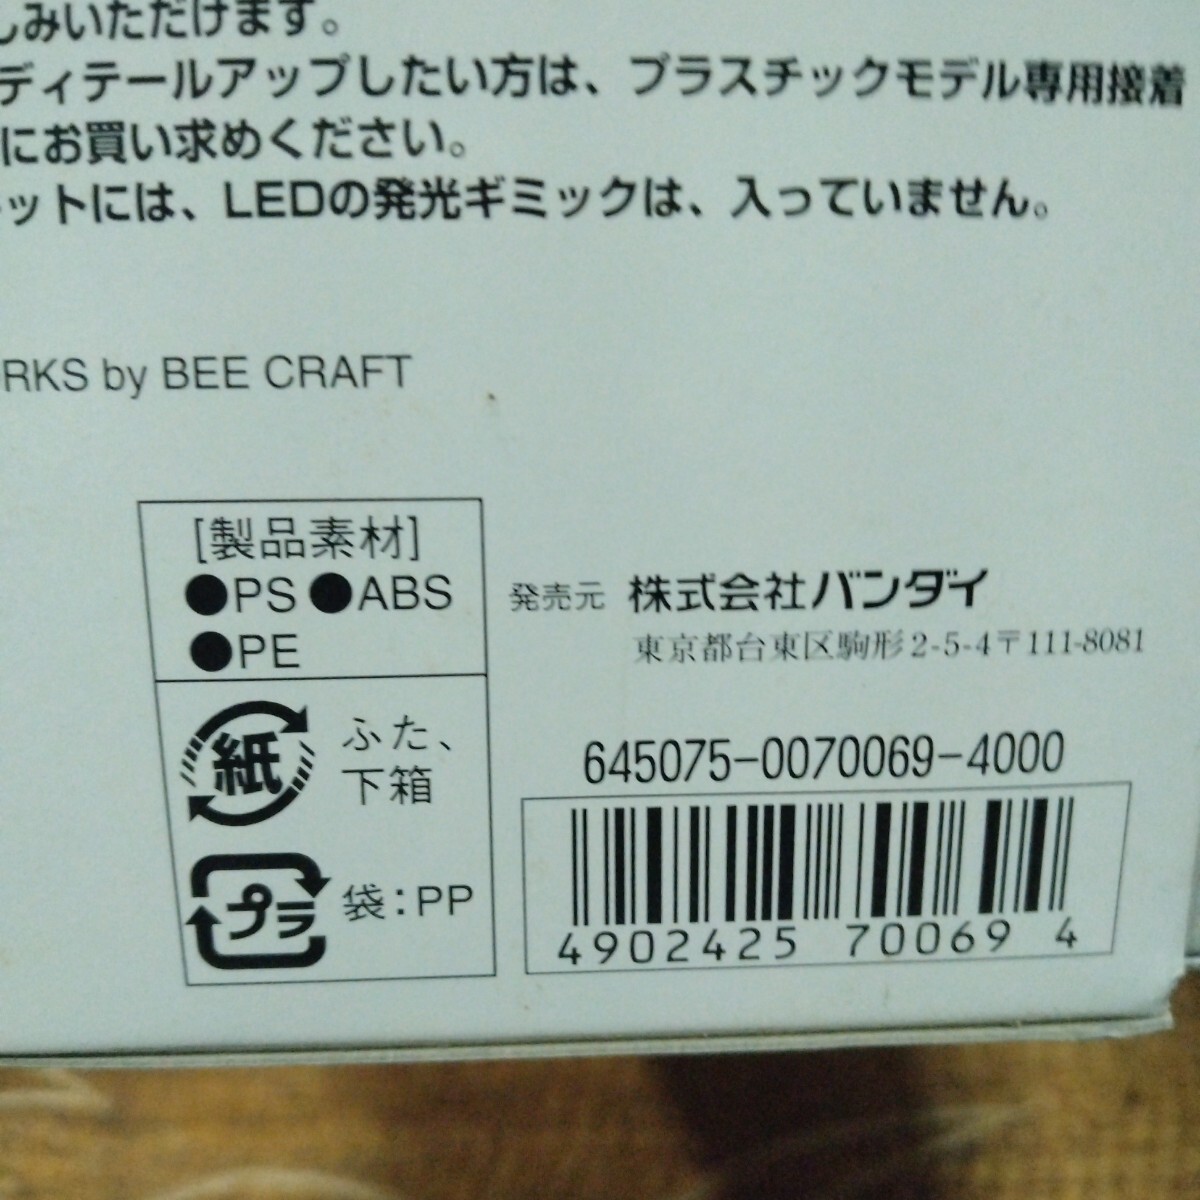 しみいただけます。
ディテールアップしたい方は、プラスチックモデル専用接着
にお買い求めください。
ットには、LEDの発光ギミックは、入っていません。
ORKS by BEE CRAFT
[製品素材]
●PS●ABS
●PE
紙
ふた、
下箱
プラ
袋：PP
発売元 株式会社バンダイ
東京都台東区駒形2-5-4〒111-8081
645075-0070069-4000
4902425 70069 4